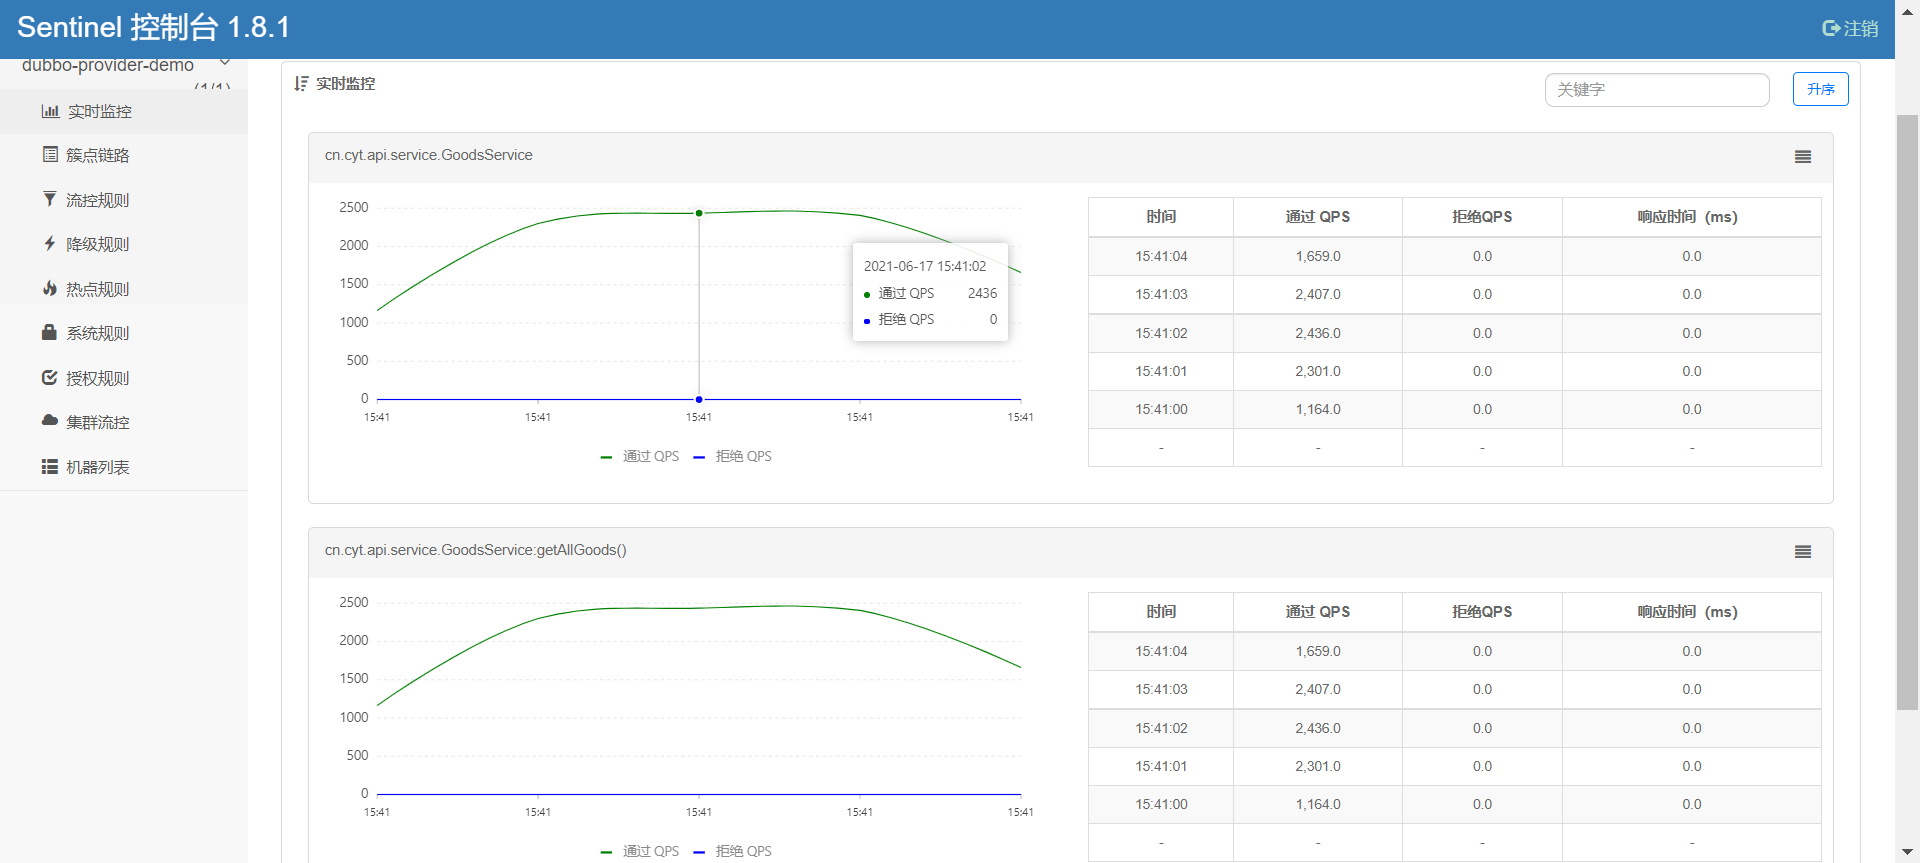 Sentinel 控制台 1.8.1
注销
dubbo-provider-demo
(1/1)
实时监控
簇点链路
流控规则
降级规则
热点规则
系统规则
授权规则
集群流控
机器列表
实时监控
关键字
升序
cn.cyt.api.service.GoodsService
2500
2000
1500
1000
500
0
15:41 15:41 15:41 15:41 15:41
2021-06-17 15:41:02
通过 QPS 2436
拒绝 QPS 0
通过 QPS 拒绝 QPS
时间 通过 QPS 拒绝QPS 响应时间 (ms)
15:41:04 1,659.0 0.0 0.0
15:41:03 2,407.0 0.0 0.0
15:41:02 2,436.0 0.0 0.0
15:41:01 2,301.0 0.0 0.0
15:41:00 1,164.0 0.0 0.0
- - - -
cn.cyt.api.service.GoodsService:getAllGoods()
2500
2000
1500
1000
500
0
15:41 15:41 15:41 15:41 15:41
通过 QPS 拒绝 QPS
时间 通过 QPS 拒绝QPS 响应时间 (ms)
15:41:04 1,659.0 0.0 0.0
15:41:03 2,407.0 0.0 0.0
15:41:02 2,436.0 0.0 0.0
15:41:01 2,301.0 0.0 0.0
15:41:00 1,164.0 0.0 0.0
- - - -